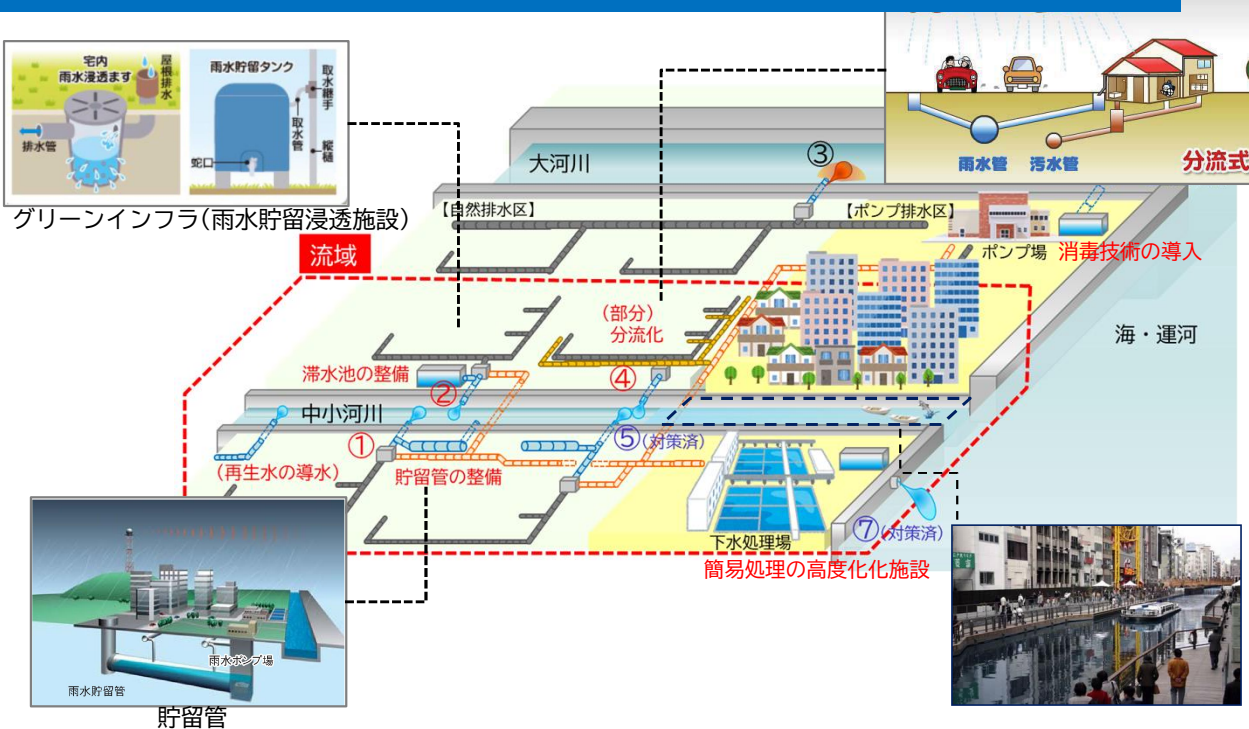 宅内
雨水浸透ます
屋根排水
排水管
雨水貯留タンク
取水継手
取水管
縦樋
蛇口
グリーンインフラ(雨水貯留浸透施設)
雨水管
汚水管
分流式
大河川
③
【自然排水区】
【ポンプ排水区】
ポンプ場
消毒技術の導入
流域
(部分)
分流化
海・運河
滞水池の整備
②
④
中小河川
①
⑤(対策済)
(再生水の導水)
貯留管の整備
下水処理場
⑦(対策済)
簡易処理の高度化化施設
雨水ポンプ場
雨水貯留管
貯留管